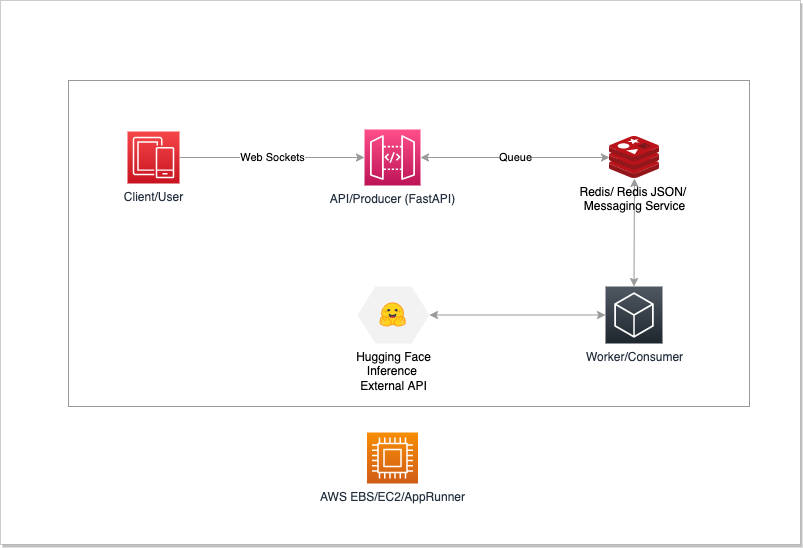 Web Sockets
Queue
Client/User
API/Producer (FastAPI)
Redis/ Redis JSON/
Messaging Service
Hugging Face
Inference
External API
Worker/Consumer
AWS EBS/EC2/AppRunner